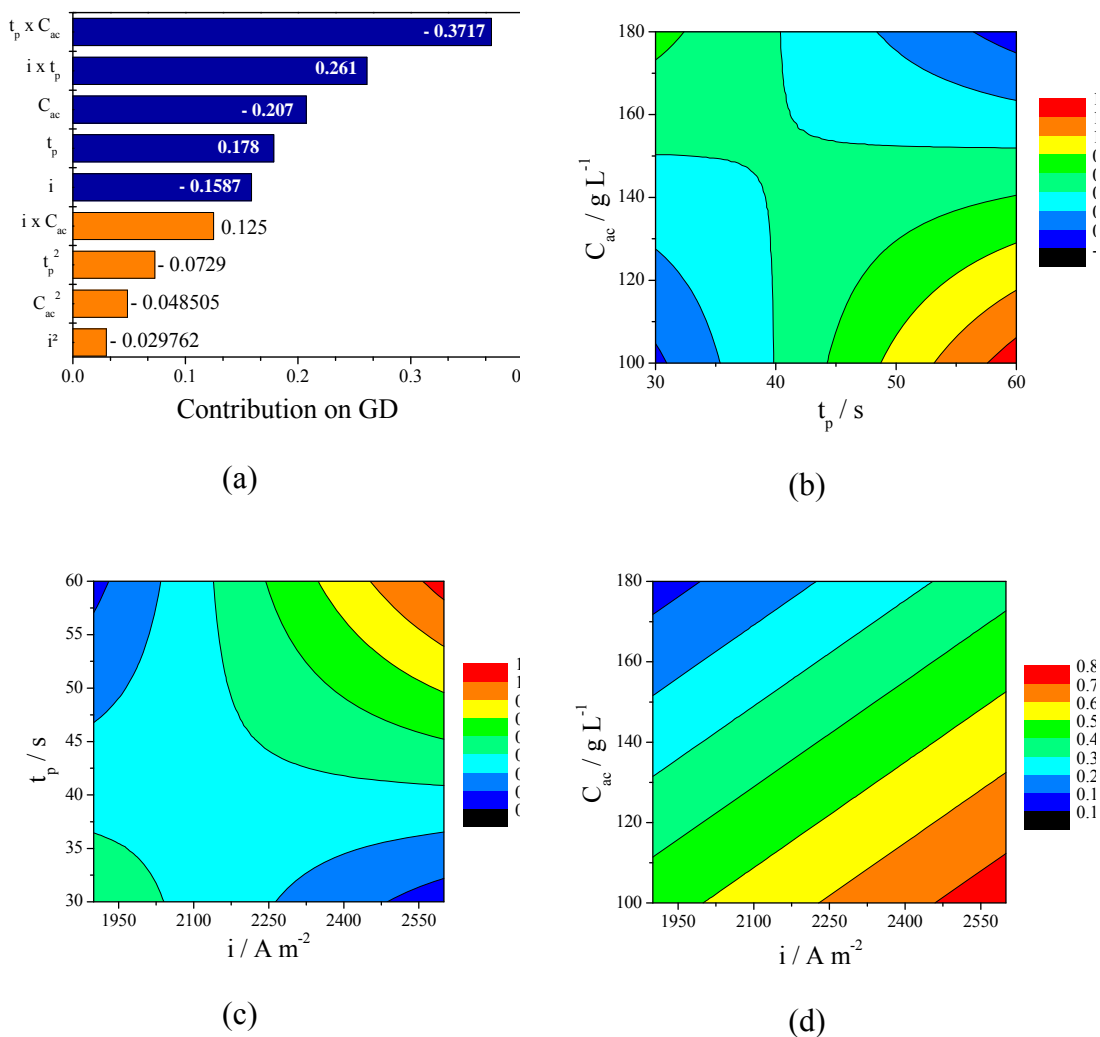 t_p x C_ac
- 0.3717
i x t_p
0.261
C_ac
- 0.207
t_p
0.178
i
- 0.1587
i x C_ac
0.125
t_p^2
- 0.0729
C_ac^2
- 0.048505
i²
- 0.029762
0.0 0.1 0.2 0.3
Contribution on GD
(a)
180
160
140
120
100
C_ac / g L^-1
30 40 50 60
t_p / s
(b)
60
55
50
45
40
35
30
t_p / s
1950 2100 2250 2400 2550
i / A m^-2
(c)
180
160
140
120
100
C_ac / g L^-1
1950 2100 2250 2400 2550
i / A m^-2
0.8
0.7
0.6
0.5
0.4
0.3
0.2
0.1
0.1
(d)